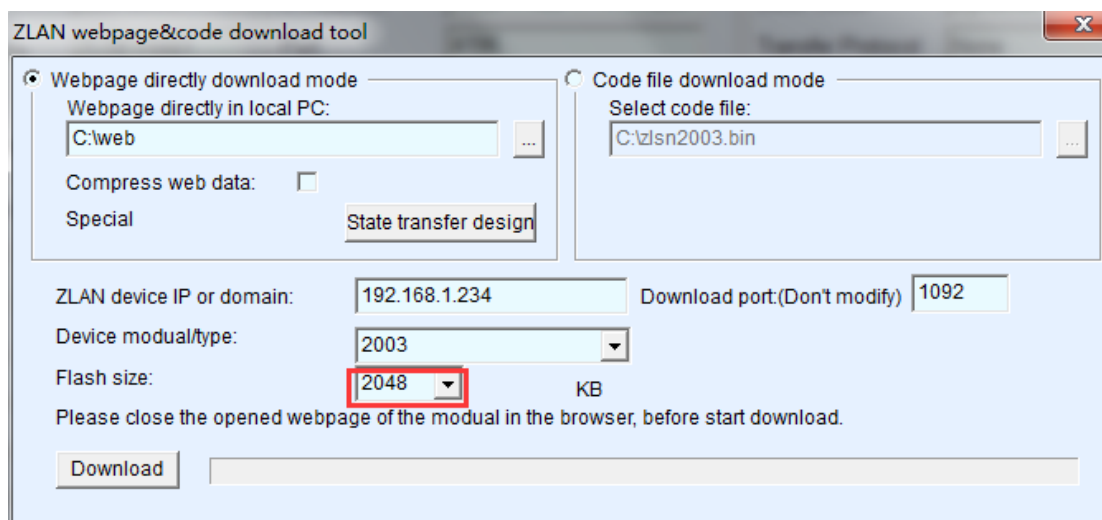 ZLAN webpage&code download tool
Webpage directly download mode
Webpage directly in local PC:
C:\web
...
Compress web data:
Special
State transfer design
Code file download mode
Select code file:
C:\zlsn2003.bin
...
ZLAN device IP or domain:
192.168.1.234
Download port:(Don't modify)
1092
Device modual/type:
2003
Flash size:
2048
KB
Please close the opened webpage of the modual in the browser, before start download.
Download